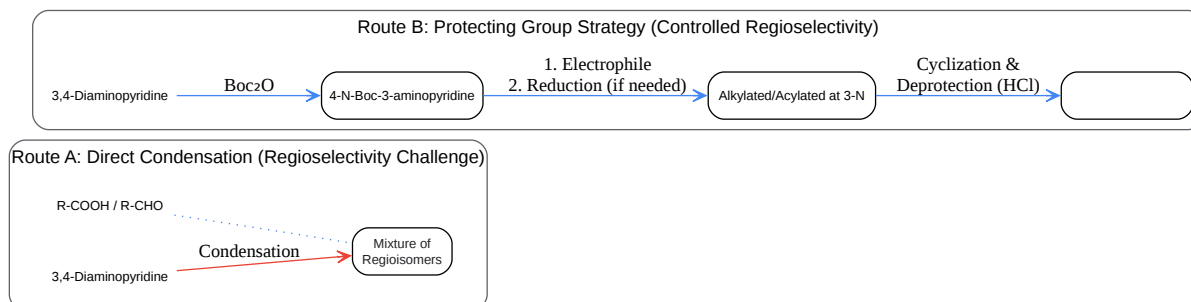 Route B: Protecting Group Strategy (Controlled Regioselectivity)
3,4-Diaminopyridine
Boc₂O
4-N-Boc-3-aminopyridine
1. Electrophile
2. Reduction (if needed)
Alkylated/Acylated at 3-N
Cyclization &
Deprotection (HCl)
Route A: Direct Condensation (Regioselectivity Challenge)
R-COOH / R-CHO
3,4-Diaminopyridine
Condensation
Mixture of
Regioisomers